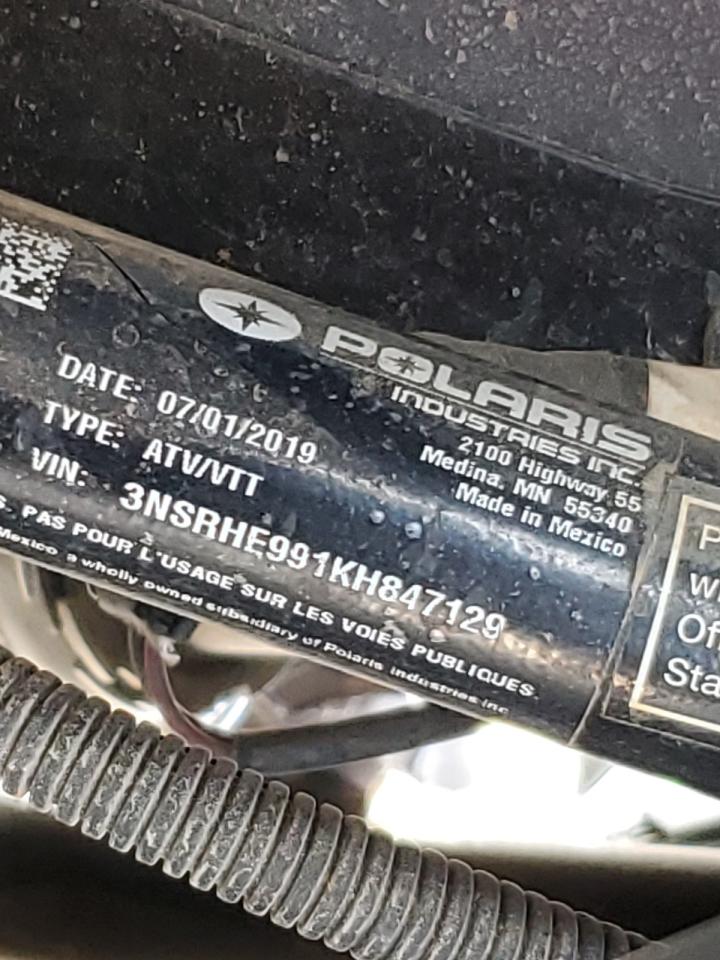 POLARIS
INDUSTRIES INC.
2100 Highway 55
Medina, MN 55340
Made in Mexico
DATE: 07/01/2019
TYPE: ATV/VTT
VIN: 3NSRHE991KH847129
S. PAS POUR L'USAGE SUR LES VOIES PUBLIQUES.
Mexico a wholly owned subsidiary of Polaris Industries Inc
P
w
Of
Sta